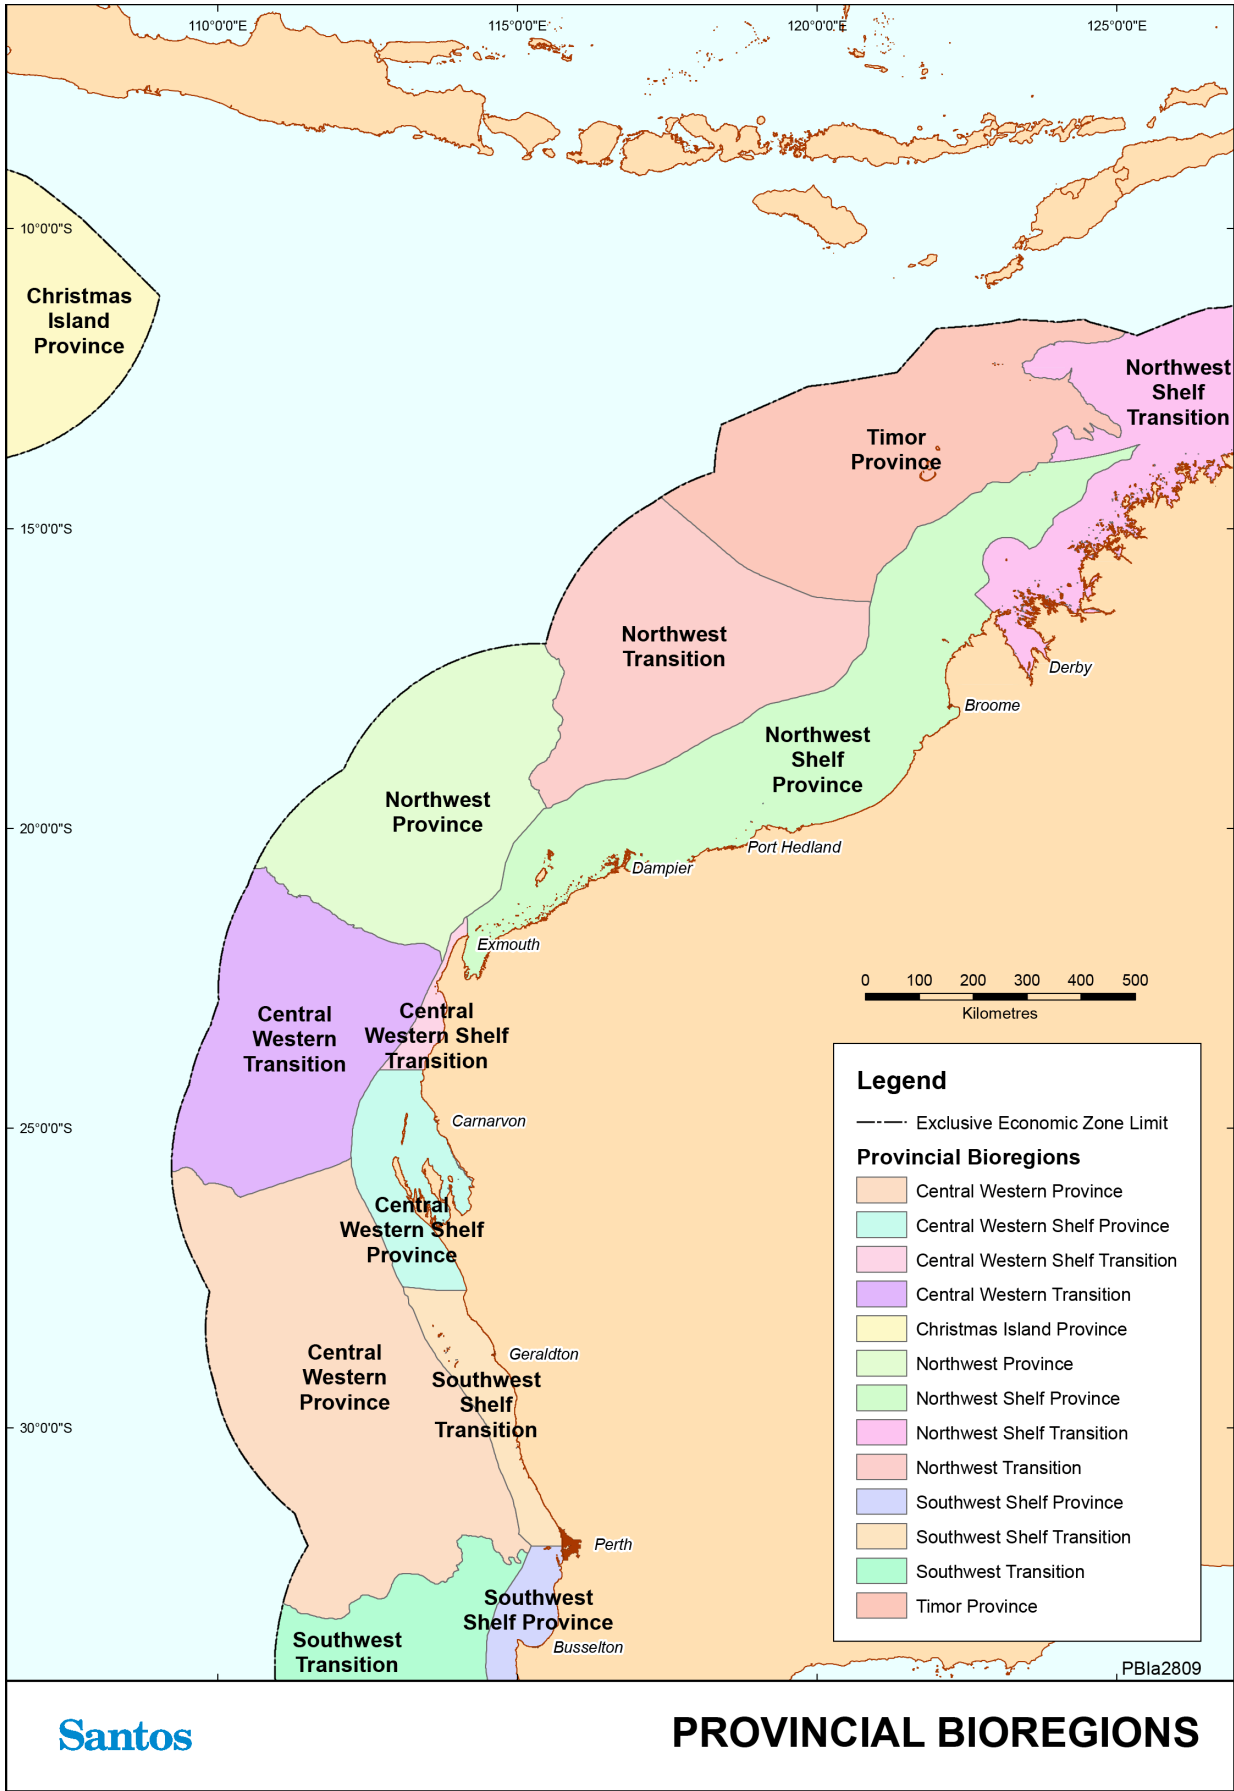 110°0'0"E
115°0'0"E
120°0'0"E
125°0'0"E
10°0'0"S
15°0'0"S
20°0'0"S
25°0'0"S
30°0'0"S
Christmas
Island
Province
Northwest
Shelf
Transition
Timor
Province
Northwest
Transition
Derby
Broome
Northwest
Shelf
Province
Northwest
Province
Port Hedland
Dampier
Exmouth
Central
Western
Transition
Central
Western Shelf
Transition
Carnarvon
Central
Western Shelf
Province
Central
Western
Province
Geraldton
Southwest
Shelf
Transition
Perth
Southwest
Shelf Province
Busselton
Southwest
Transition
0 100 200 300 400 500
Kilometres
Legend
Exclusive Economic Zone Limit
Provincial Bioregions
Central Western Province
Central Western Shelf Province
Central Western Shelf Transition
Central Western Transition
Christmas Island Province
Northwest Province
Northwest Shelf Province
Northwest Shelf Transition
Northwest Transition
Southwest Shelf Province
Southwest Shelf Transition
Southwest Transition
Timor Province
PBIa2809
Santos
PROVINCIAL BIOREGIONS